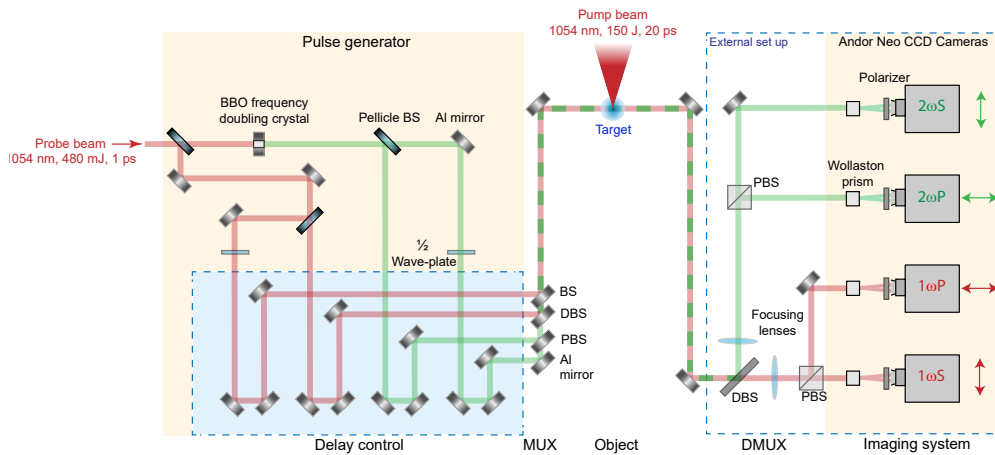 Pulse generator
Pump beam
1054 nm, 150 J, 20 ps
External set up
Andor Neo CCD Cameras
BBO frequency
doubling crystal
Pellicle BS
Al mirror
Polarizer
2ωS
Target
Probe beam
1054 nm, 480 mJ, 1 ps
Wollaston
prism
PBS
2ωP
½
Wave-plate
BS
DBS
PBS
Al
mirror
1ωP
Focusing
lenses
1ωS
DBS
PBS
Delay control
MUX
Object
DMUX
Imaging system